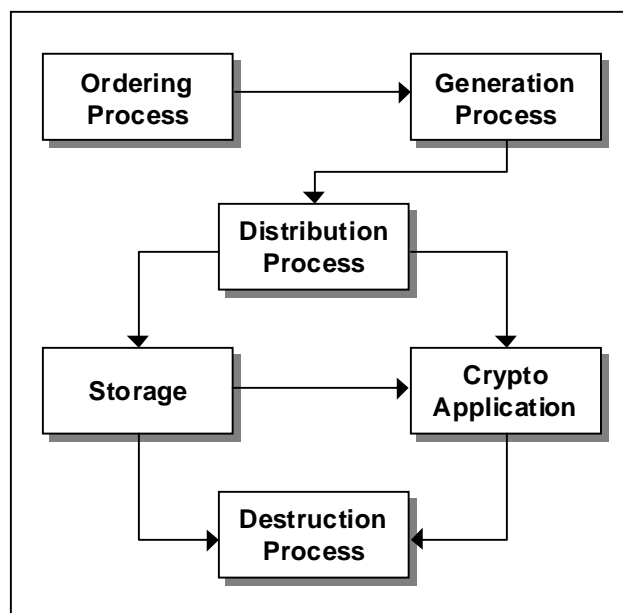 Ordering
Process
Generation
Process
Distribution
Process
Storage
Crypto
Application
Destruction
Process